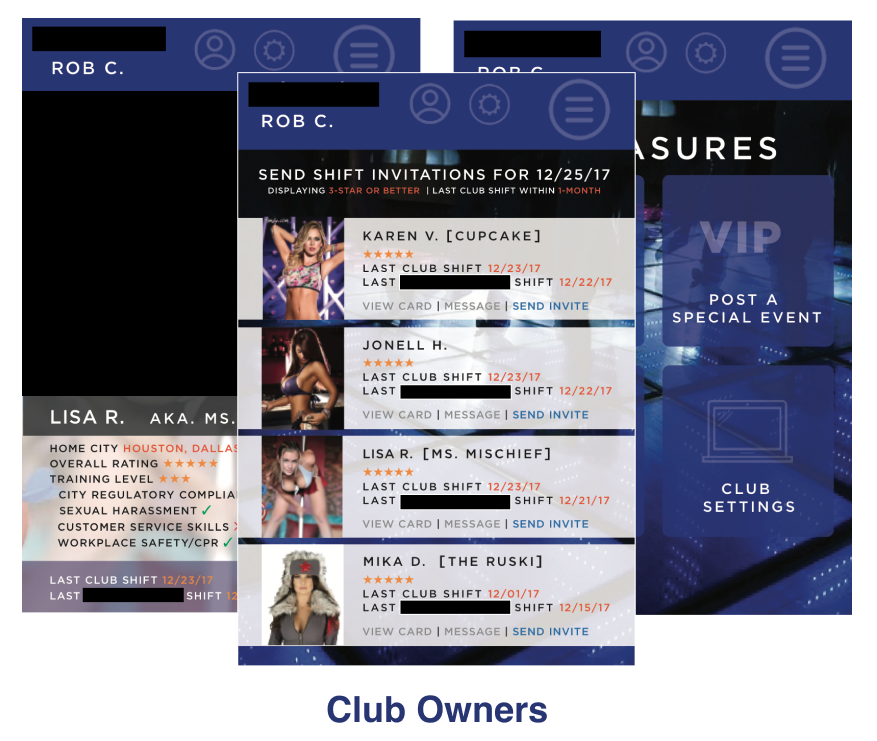 ROB C.
LISA R. AKA. MS.
HOME CITY HOUSTON, DALLAS
OVERALL RATING ★★★★★
TRAINING LEVEL ★★★
CITY REGULATORY COMPLIA
SEXUAL HARASSMENT ✓
CUSTOMER SERVICE SKILLS
WORKPLACE SAFETY/CPR ✓
LAST CLUB SHIFT 12/23/17
LAST SHIFT 12
ROB C.
SEND SHIFT INVITATIONS FOR 12/25/17
DISPLAYING 3-STAR OR BETTER | LAST CLUB SHIFT WITHIN 1-MONTH
KAREN V. [CUPCAKE]
★★★★★
LAST CLUB SHIFT 12/23/17
LAST SHIFT 12/22/17
VIEW CARD | MESSAGE | SEND INVITE
JONELL H.
★★★★★
LAST CLUB SHIFT 12/23/17
LAST SHIFT 12/22/17
VIEW CARD | MESSAGE | SEND INVITE
LISA R. [MS. MISCHIEF]
★★★★★
LAST CLUB SHIFT 12/23/17
LAST SHIFT 12/21/17
VIEW CARD | MESSAGE | SEND INVITE
MIKA D. [THE RUSKI]
★★★★★
LAST CLUB SHIFT 12/01/17
LAST SHIFT 12/15/17
VIEW CARD | MESSAGE | SEND INVITE
ROB C
ASURES
VIP
POST A
SPECIAL EVENT
CLUB
SETTINGS
Club Owners